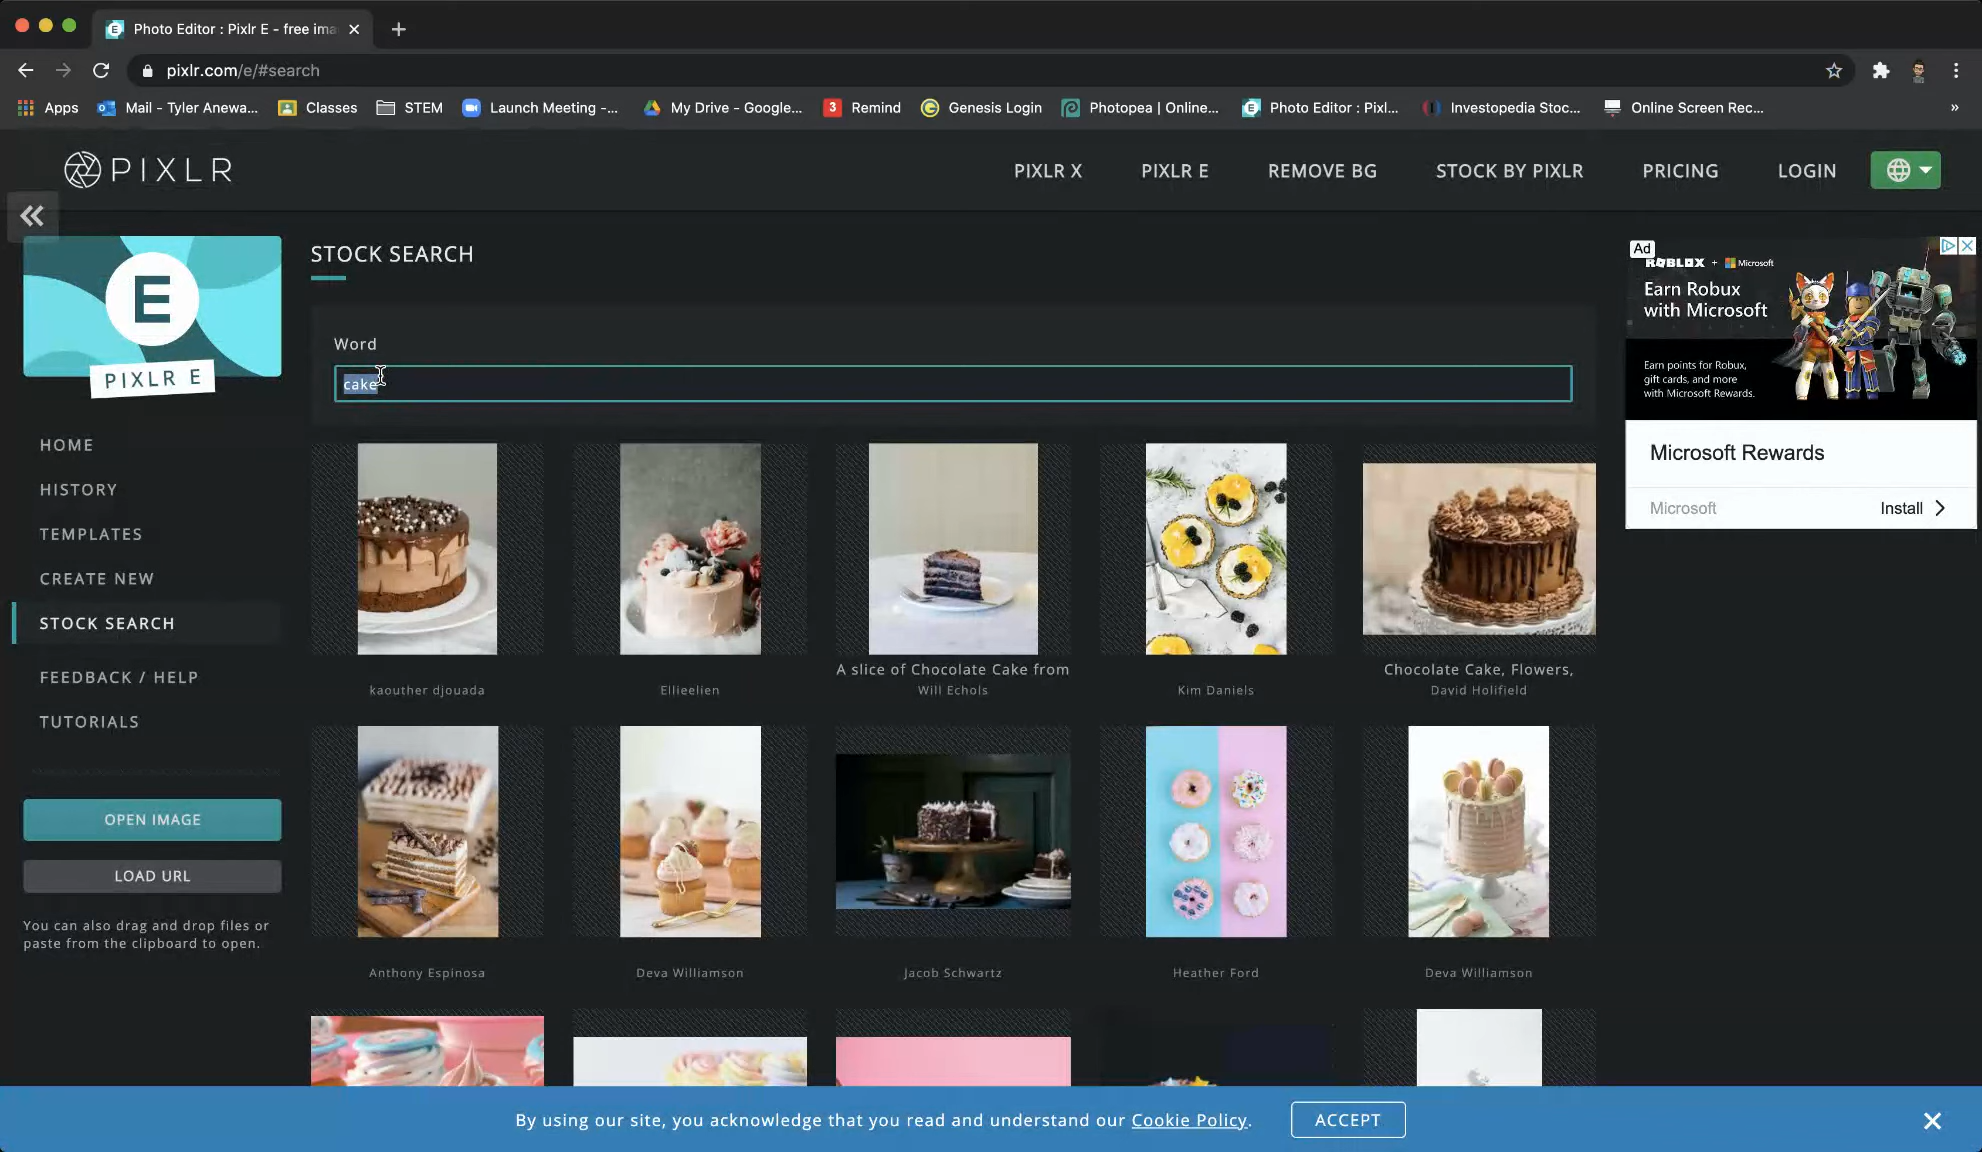 Photo Editor : Pixlr E - free ima
pixlr.com/e/#search
Apps
Mail - Tyler Anewa...
Classes
STEM
Launch Meeting -...
My Drive - Google...
3 Remind
Genesis Login
Photopea | Online...
Photo Editor : Pixl...
Investopedia Stoc...
Online Screen Rec...
»
PIXLR
PIXLR X
PIXLR E
REMOVE BG
STOCK BY PIXLR
PRICING
LOGIN
E
PIXLR E
HOME
HISTORY
TEMPLATES
CREATE NEW
STOCK SEARCH
FEEDBACK / HELP
TUTORIALS
OPEN IMAGE
LOAD URL
You can also drag and drop files or
paste from the clipboard to open.
STOCK SEARCH
Word
cake
kaouther djouada
Ellieelien
A slice of Chocolate Cake from
Will Echols
Kim Daniels
Chocolate Cake, Flowers,
David Holifield
Anthony Espinosa
Deva Williamson
Jacob Schwartz
Heather Ford
Deva Williamson
Ad
ROBLOX + Microsoft
Earn Robux
with Microsoft
Earn points for Robux,
gift cards, and more
with Microsoft Rewards.
Microsoft Rewards
Microsoft
Install
By using our site, you acknowledge that you read and understand our Cookie Policy.
ACCEPT